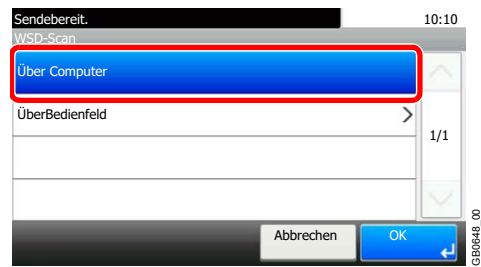 Sendebereit.
10:10
WSD-Scan
Über Computer
ÜberBedienfeld
1/1
Abbrechen
OK
GB0648_00